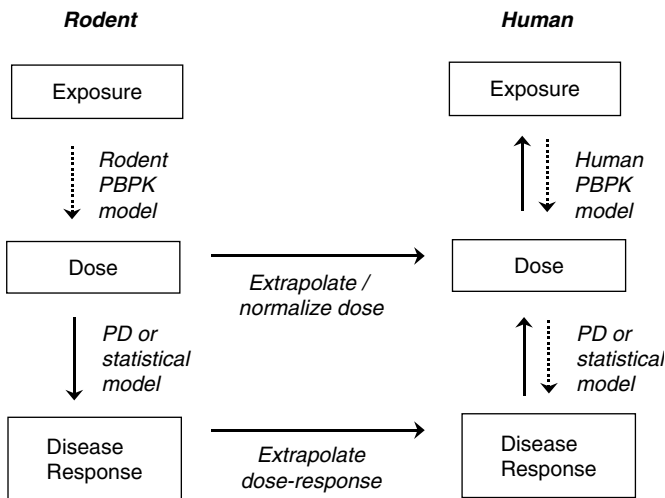 Rodent
Human
Exposure
Exposure
Rodent
PBPK
model
Human
PBPK
model
Dose
Dose
Extrapolate /
normalize dose
PD or
statistical
model
PD or
statistical
model
Disease
Response
Extrapolate
dose-response
Disease
Response